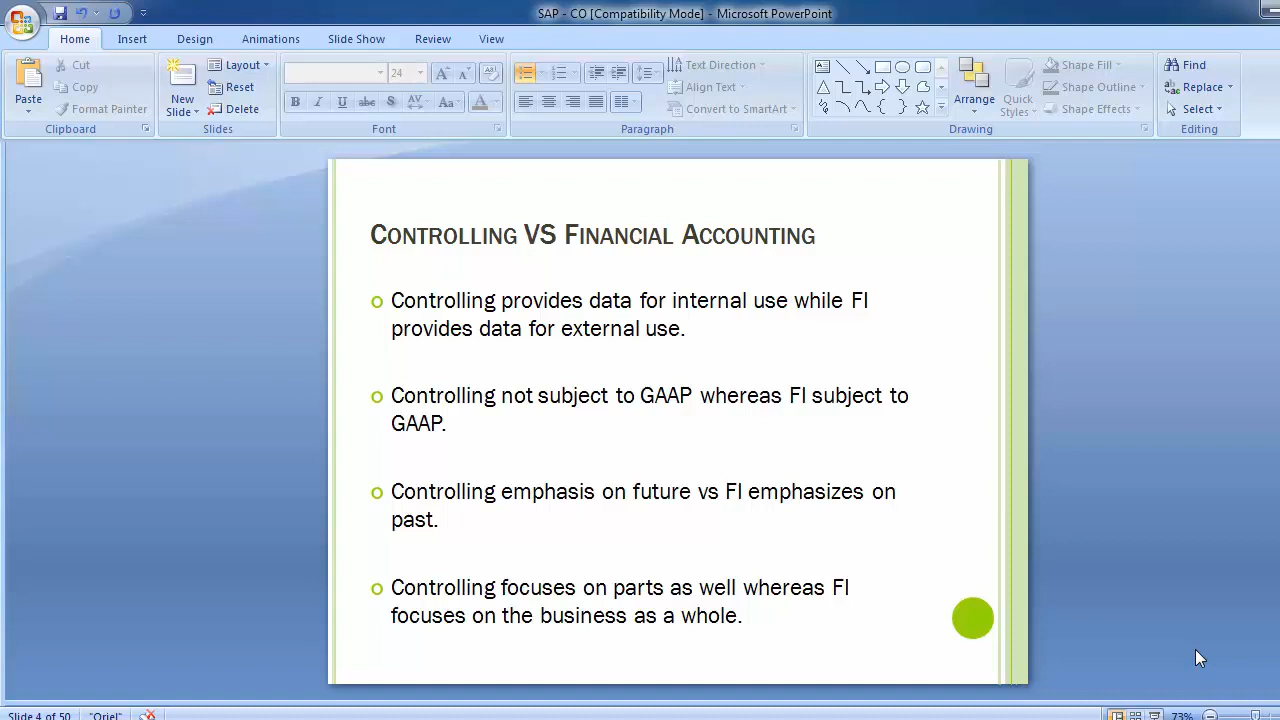 SAP - CO [Compatibility Mode] - Microsoft PowerPoint
Home Insert Design Animations Slide Show Review View
Cut Layout 24 Text Direction Shape Fill Find
Paste Copy New Slide Reset Align Text Arrange Quick Styles Shape Outline Replace
Format Painter Delete B I U abc S AV Aa A Convert to SmartArt Shape Effects Select
Clipboard Slides Font Paragraph Drawing Editing
CONTROLLING VS FINANCIAL ACCOUNTING
Controlling provides data for internal use while FI
provides data for external use.
Controlling not subject to GAAP whereas FI subject to
GAAP.
Controlling emphasis on future vs FI emphasizes on
past.
Controlling focuses on parts as well whereas FI
focuses on the business as a whole.
Slide 4 of 50 "Oriel" 73%